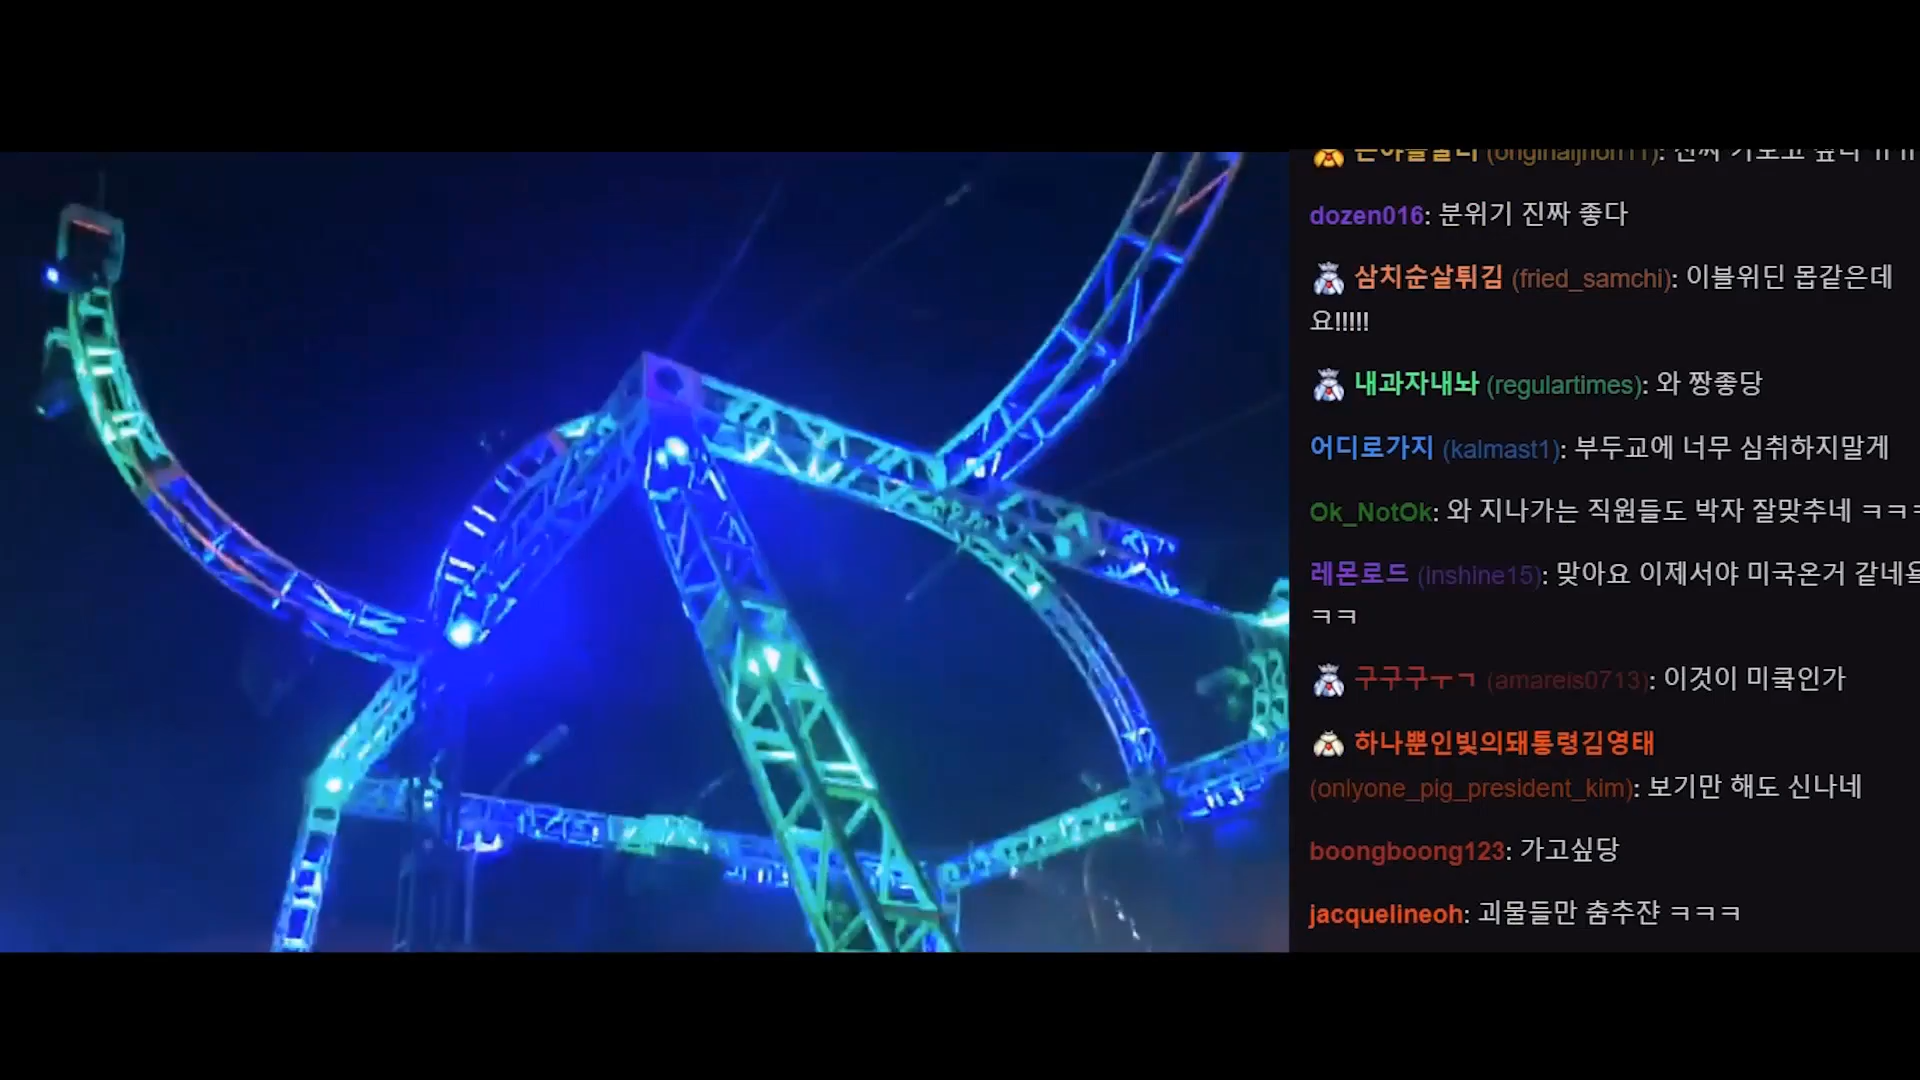 dozen016: 분위기 진짜 좋다
삼치순살튀김 (fried_samchi): 이블위딘 몹같은데
요!!!!!
내과자내놔 (regulartimes): 와 짱좋당
어디로가지 (kalmast1): 부두교에 너무 심취하지말게
Ok_NotOk: 와 지나가는 직원들도 박자 잘맞추네 ㅋㅋ
레몬로드 (inshine15): 맞아요 이제서야 미국온거 같네
ㅋㅋ
구구구ㅜㄱ (amareis0713): 이것이 미국인가
하나뿐인빛의돼통령김영태
(onlyone_pig_president_kim): 보기만 해도 신나네
boongboong123: 가고싶당
jacquelineoh: 괴물들만 춤추쟌 ㅋㅋㅋ